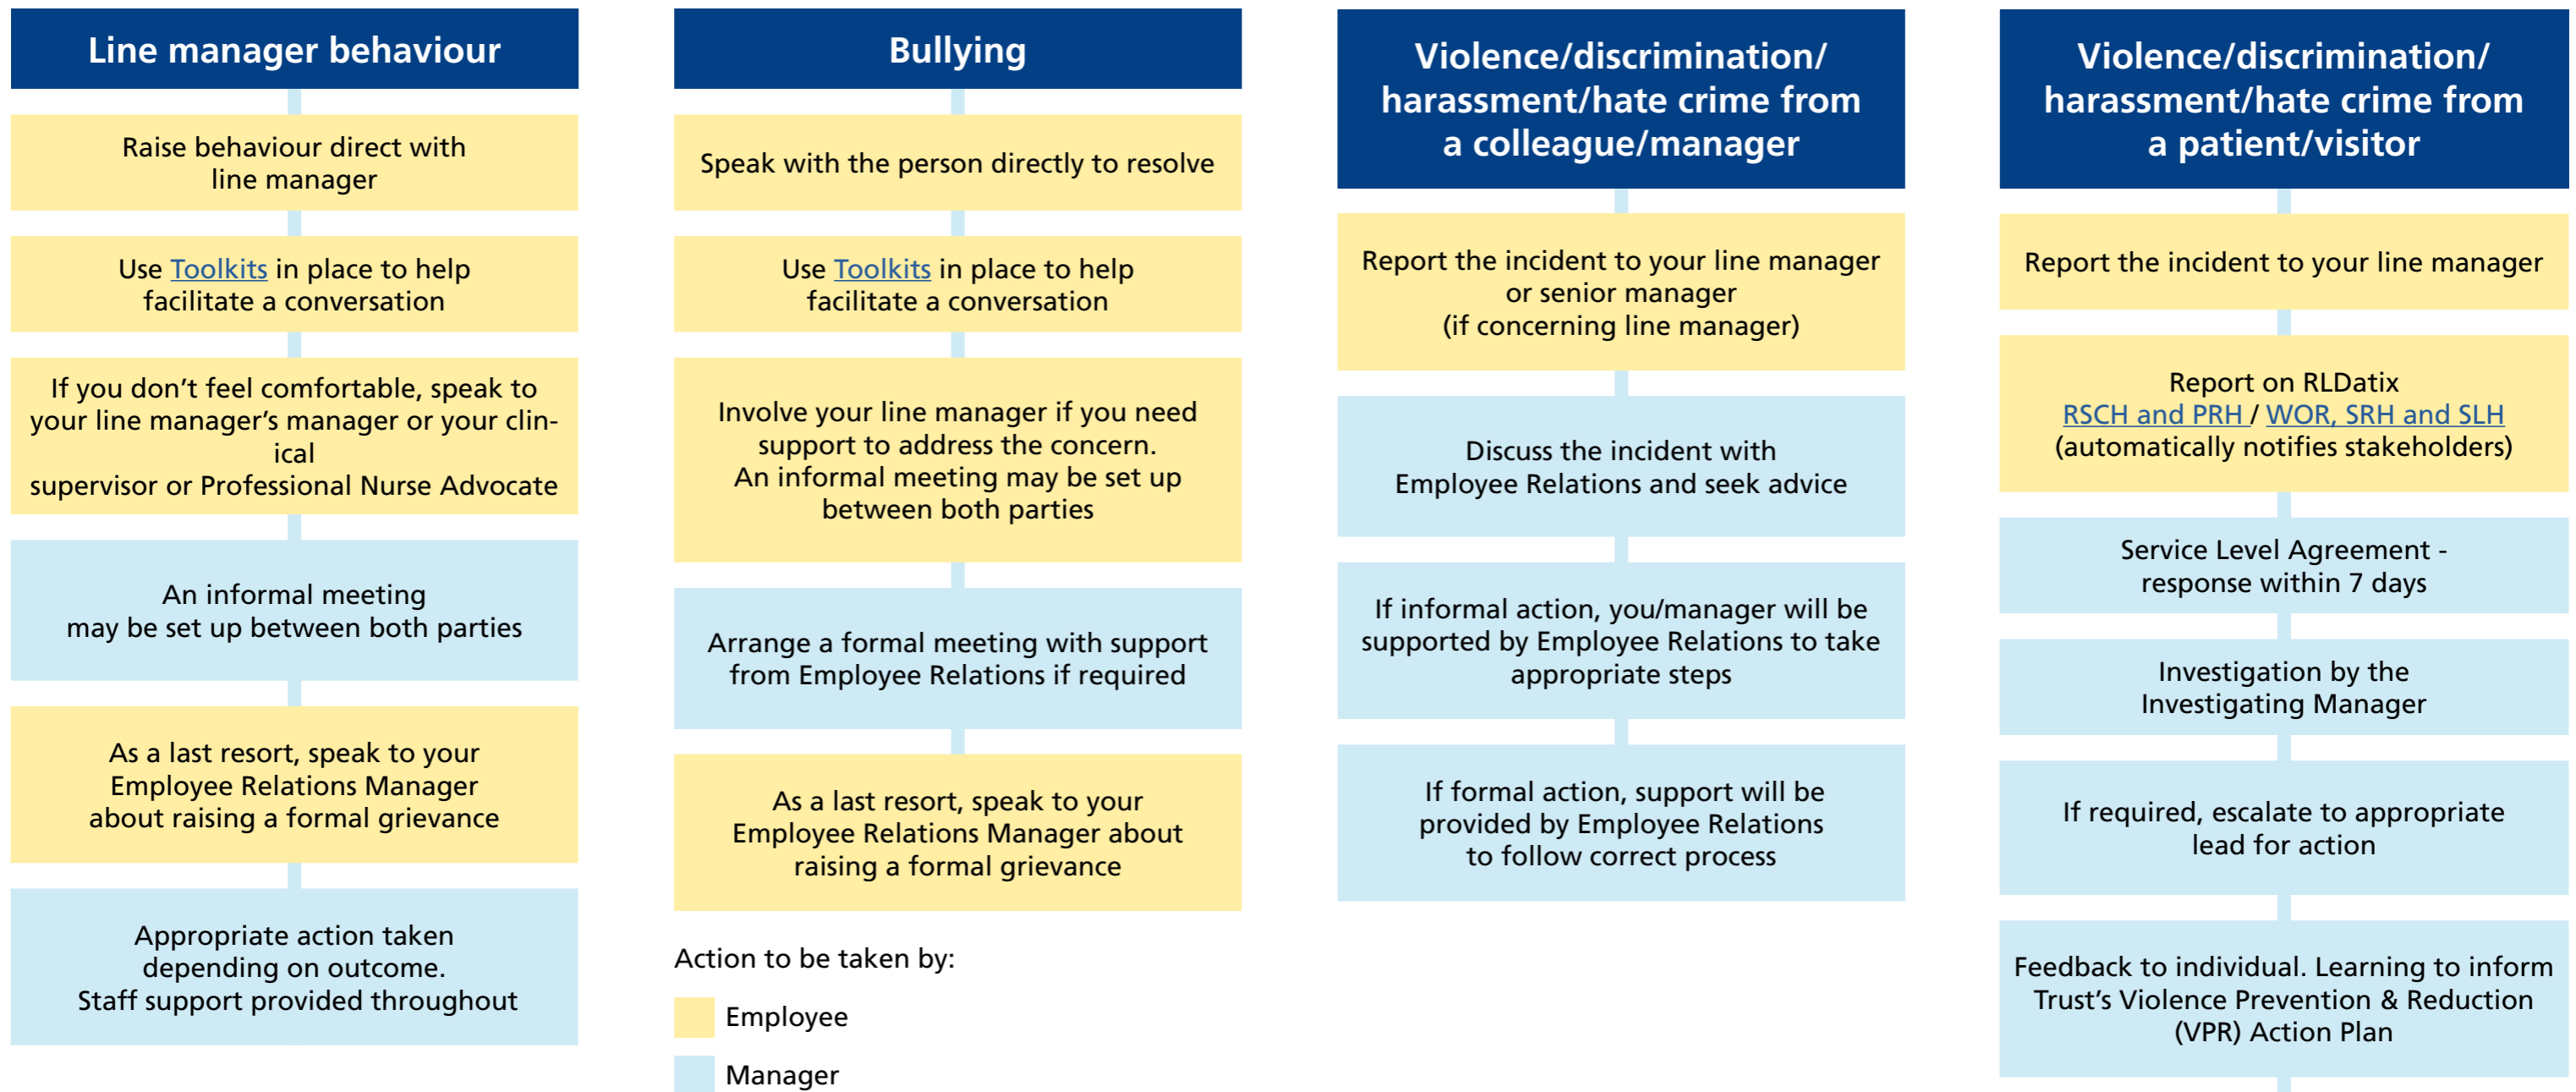 Line manager behaviour
Raise behaviour direct with
line manager
Use Toolkits in place to help
facilitate a conversation
If you don't feel comfortable, speak to
your line manager's manager or your clin-
ical
supervisor or Professional Nurse Advocate
An informal meeting
may be set up between both parties
As a last resort, speak to your
Employee Relations Manager
about raising a formal grievance
Appropriate action taken
depending on outcome.
Staff support provided throughout
Bullying
Speak with the person directly to resolve
Use Toolkits in place to help
facilitate a conversation
Involve your line manager if you need
support to address the concern.
An informal meeting may be set up
between both parties
Arrange a formal meeting with support
from Employee Relations if required
As a last resort, speak to your
Employee Relations Manager about
raising a formal grievance
Action to be taken by:
Employee
Manager
Violence/discrimination/
harassment/hate crime from
a colleague/manager
Report the incident to your line manager
or senior manager
(if concerning line manager)
Discuss the incident with
Employee Relations and seek advice
If informal action, you/manager will be
supported by Employee Relations to take
appropriate steps
If formal action, support will be
provided by Employee Relations
to follow correct process
Violence/discrimination/
harassment/hate crime from
a patient/visitor
Report the incident to your line manager
Report on RLDatix
RSCH and PRH / WOR, SRH and SLH
(automatically notifies stakeholders)
Service Level Agreement -
response within 7 days
Investigation by the
Investigating Manager
If required, escalate to appropriate
lead for action
Feedback to individual. Learning to inform
Trust's Violence Prevention & Reduction
(VPR) Action Plan